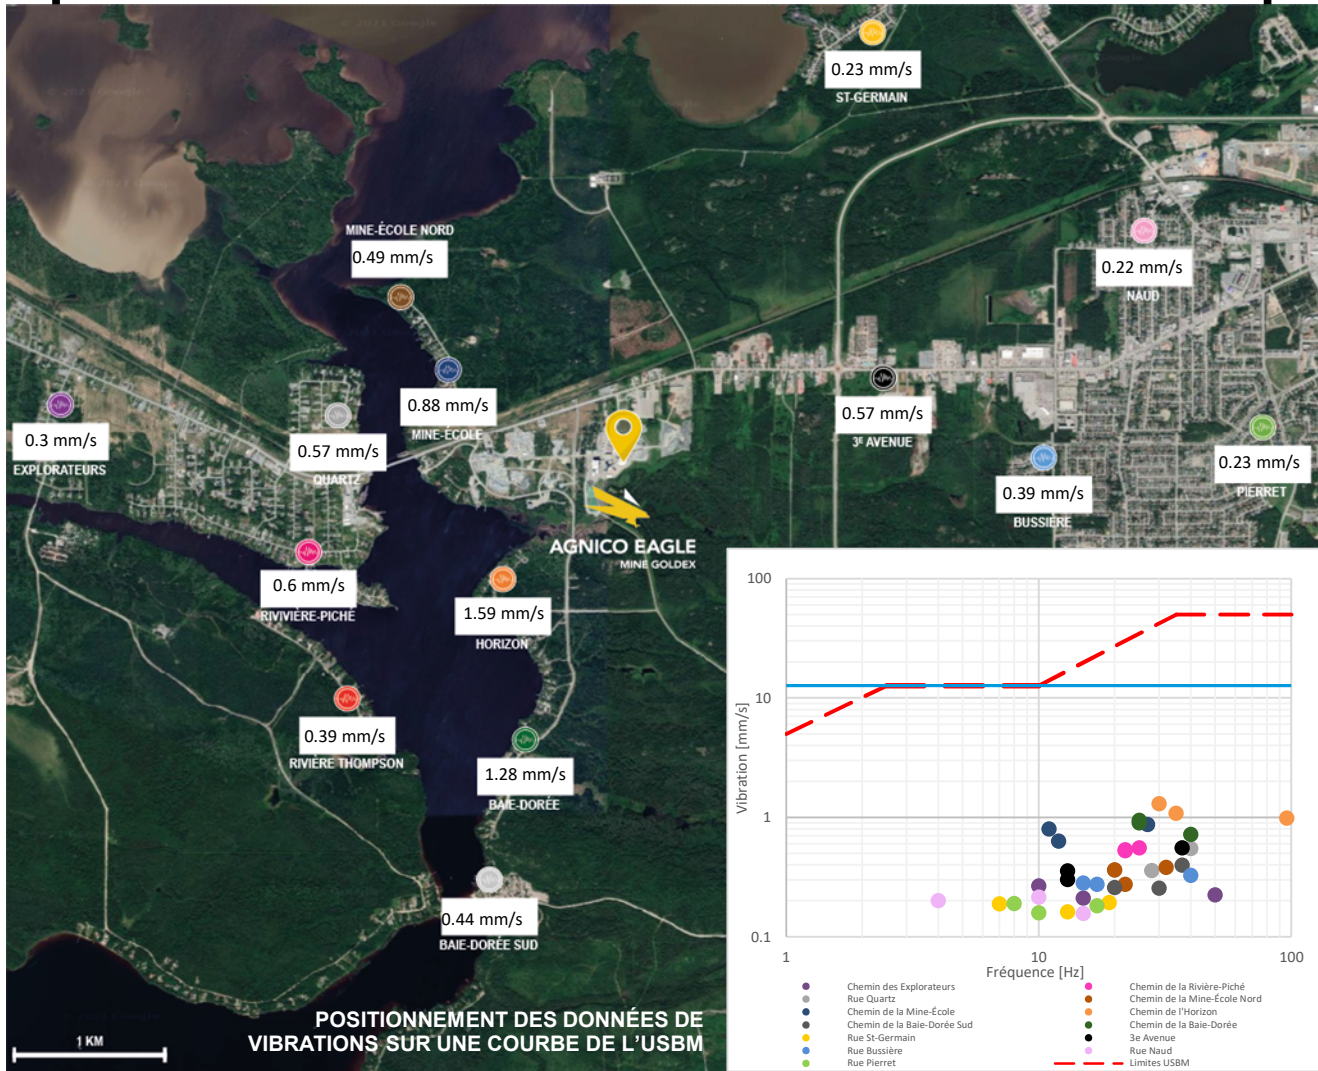 0.23 mm/s
ST-GERMAIN
MINE-ÉCOLE NORD
0.49 mm/s
0.22 mm/s
NAUD
0.88 mm/s
MINE-ÉCOLE
0.3 mm/s
EXPLORATEURS
0.57 mm/s
QUARTZ
0.57 mm/s
3E AVENUE
0.23 mm/s
PIERRET
0.39 mm/s
BUSSIÈRE
AGNICO EAGLE
MINE GOLDEX
0.6 mm/s
RIVIVIÈRE-PICHÉ
1.59 mm/s
HORIZON
0.39 mm/s
RIVIÈRE THOMPSON
1.28 mm/s
BAIE-DORÉE
0.44 mm/s
BAIE-DORÉE SUD
POSITIONNEMENT DES DONNÉES DE
VIBRATIONS SUR UNE COURBE DE L'USBM
1 KM
100
10
1
0.1
Vibration [mm/s]
1
10
100
Fréquence [Hz]
Chemin des Explorateurs
Chemin de la Rivière-Piché
Rue Quartz
Chemin de la Mine-École Nord
Chemin de la Mine-École
Chemin de l'Horizon
Chemin de la Baie-Dorée Sud
Chemin de la Baie-Dorée
Rue St-Germain
3e Avenue
Rue Bussière
Rue Naud
Rue Pierret
Limites USBM